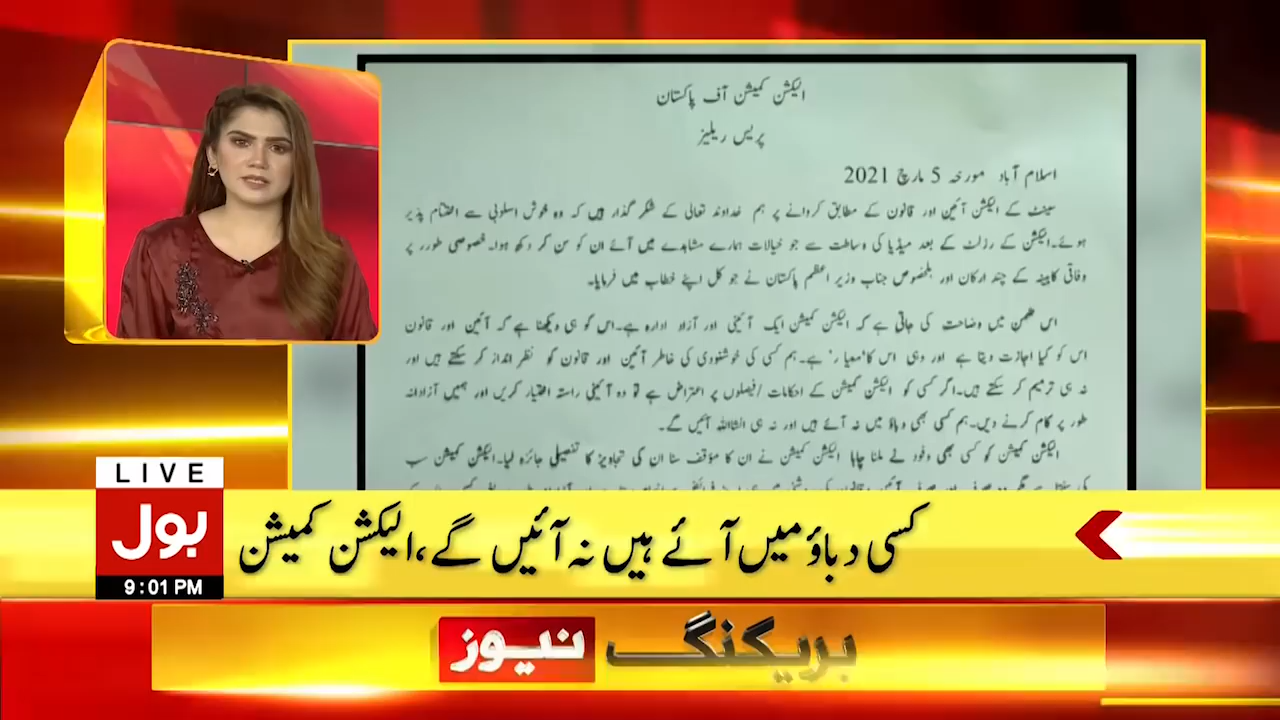 الیکشن کمیشن آف پاکستان
پریس ریلیز
اسلام آباد مورخہ 5 مارچ 2021
سینٹ کے الیکشن آئین اور قانون کے مطابق کروانے پر ہم خداوند تعالی کے شکر گذار ہیں کہ وہ خوش اسلوبی سے اختتام پذیر
ہوئے۔الیکشن کے رزلٹ کے بعد میڈیا کی وساطت سے جو خیالات ہمارے مشاہدے میں آئے ان کو سن کر دکھ ہوا۔خصوصی طورر پر
وفاتی کابینہ کے چند ارکان اور بلخصوص جناب وزیر اعظم پاکستان نے جو کل اپنے خطاب میں فرمایا۔
اس ضمن میں وضاحت کی جاتی ہے کہ الیکشن کمیشن ایک آئینی اور آزاد ادارہ ہے۔اس کو ہی دیکھنا ہے کہ آئین اور قانون
اس کو کیا اجازت دیتا ہے اور وہی اس کا'معیا ر' ہے۔ہم کسی کی خوشنودی کی خاطر آئین اور قانون کو نظر انداز کر سکتے ہیں اور
نہ ہی ترمیم کر سکتے ہیں۔اگر کسی کو الیکشن کمیشن کے احکامات /فیصلوں پر اعتراض ہے تو وہ آئینی راستہ اختیار کریں اور ہمیں آزادانہ
طور پر کام کرنے دیں۔ہم کسی بھی دباؤ میں نہ آئے ہیں اور نہ ہی انشااللہ آئیں گے۔
الیکشن کمیشن کو کسی بھی وفود نے ملنا چاہا الیکشن کمیشن نے ان کا مؤقف سنا ان کی تجاویز کا تفصیلی جائزہ لیا۔الیکشن کمیشن سب
LIVE
بول
9:01 PM
کسی دباؤ میں آئے ہیں نہ آئیں گے،الیکشن کمیشن
بریکنگ نیوز